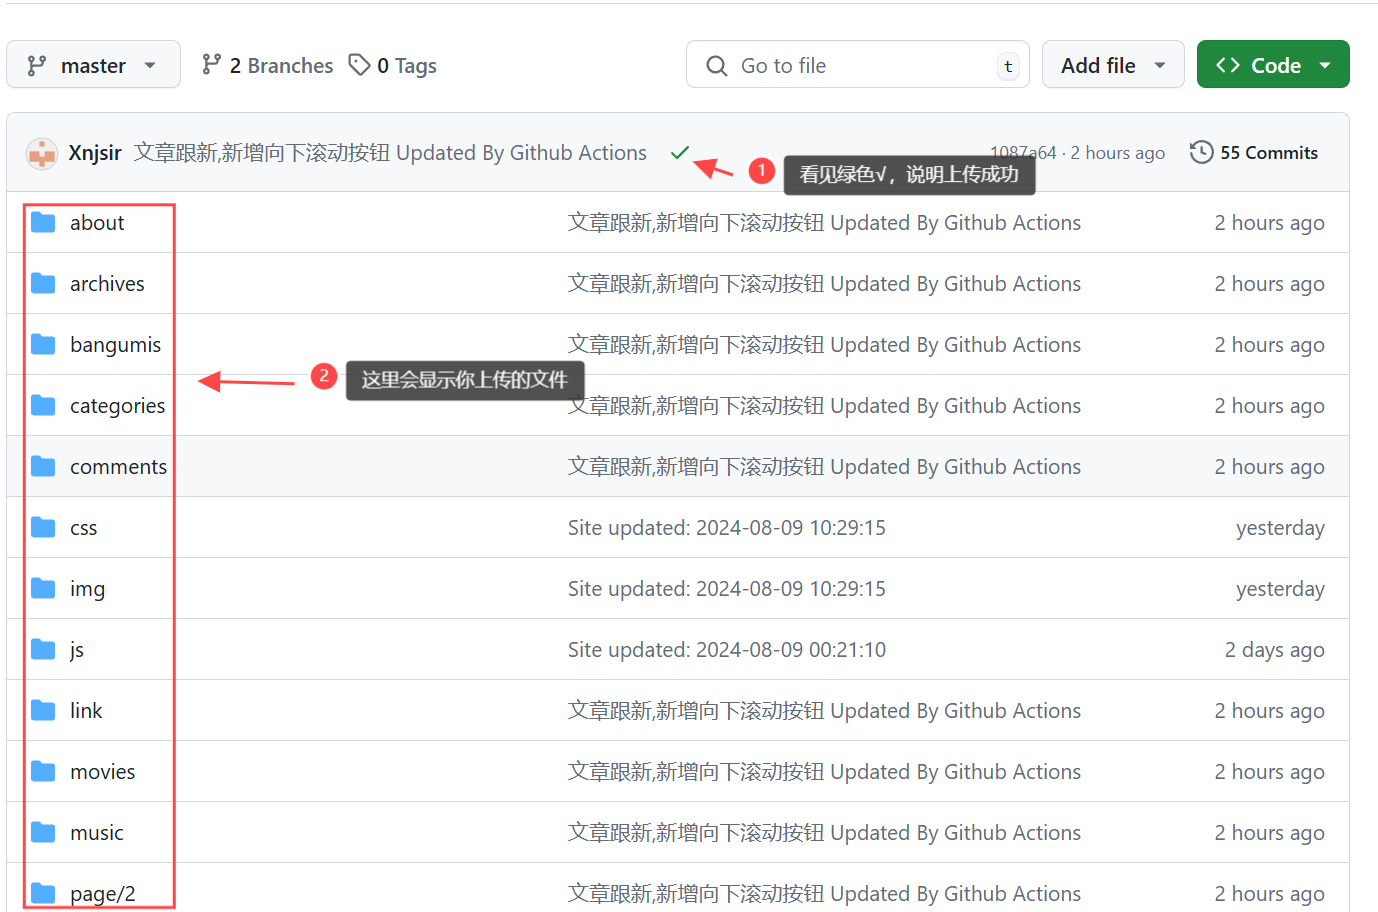 master 2 Branches 0 Tags Go to file t Add file Code
Xnjsir 文章跟新,新增向下滚动按钮 Updated By Github Actions 1087a64 · 2 hours ago 55 Commits
1 看见绿色√，说明上传成功
about 文章跟新,新增向下滚动按钮 Updated By Github Actions 2 hours ago
archives 文章跟新,新增向下滚动按钮 Updated By Github Actions 2 hours ago
bangumis 文章跟新,新增向下滚动按钮 Updated By Github Actions 2 hours ago
2 这里会显示你上传的文件
categories 文章跟新,新增向下滚动按钮 Updated By Github Actions 2 hours ago
comments 文章跟新,新增向下滚动按钮 Updated By Github Actions 2 hours ago
css Site updated: 2024-08-09 10:29:15 yesterday
img Site updated: 2024-08-09 10:29:15 yesterday
js Site updated: 2024-08-09 00:21:10 2 days ago
link 文章跟新,新增向下滚动按钮 Updated By Github Actions 2 hours ago
movies 文章跟新,新增向下滚动按钮 Updated By Github Actions 2 hours ago
music 文章跟新,新增向下滚动按钮 Updated By Github Actions 2 hours ago
page/2 文章跟新,新增向下滚动按钮 Updated By Github Actions 2 hours ago